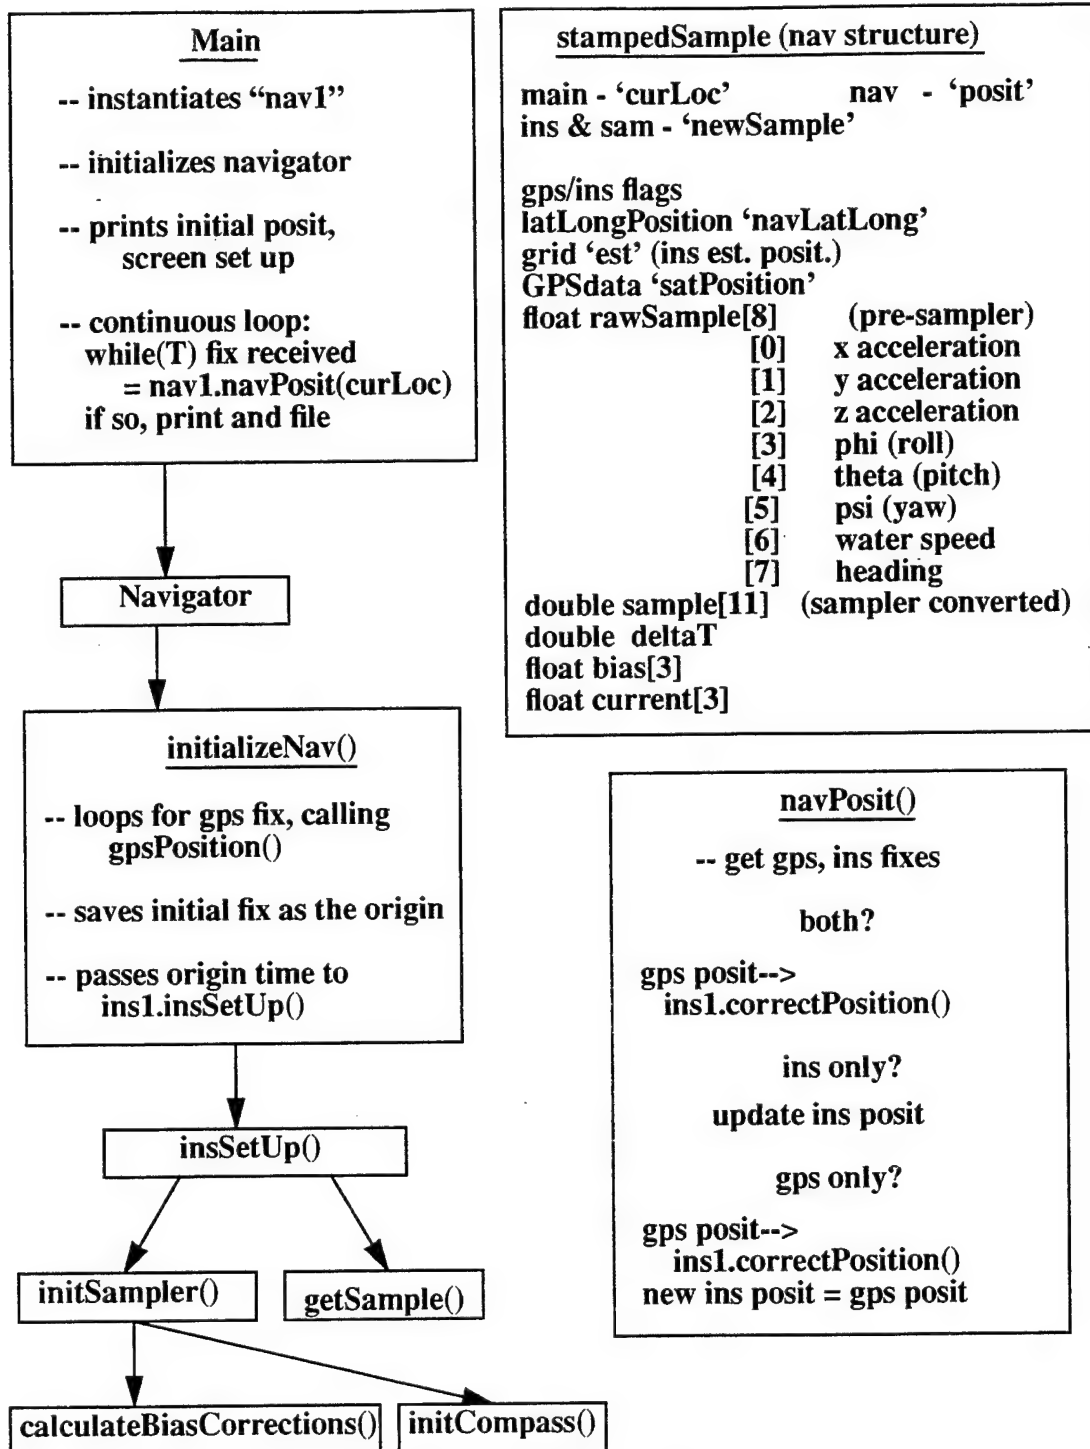 Main
-- instantiates “nav1”
-- initializes navigator
-- prints initial posit,
screen set up
-- continuous loop:
while(T) fix received
= nav1.navPosit(curLoc)
if so, print and file
Navigator
initializeNav()
-- loops for gps fix, calling
gpsPosition()
-- saves initial fix as the origin
-- passes origin time to
ins1.insSetUp()
insSetUp()
initSampler()
getSample()
calculateBiasCorrections()
initCompass()
stampedSample (nav structure)
main - ‘curLoc’ nav - ‘posit’
ins & sam - ‘newSample’
gps/ins flags
latLongPosition ‘navLatLong’
grid ‘est’ (ins est. posit.)
GPSdata ‘satPosition’
float rawSample[8] (pre-sampler)
[0] x acceleration
[1] y acceleration
[2] z acceleration
[3] phi (roll)
[4] theta (pitch)
[5] psi (yaw)
[6] water speed
[7] heading
double sample[11] (sampler converted)
double deltaT
float bias[3]
float current[3]
navPosit()
-- get gps, ins fixes
both?
gps posit-->
ins1.correctPosition()
ins only?
update ins posit
gps only?
gps posit-->
ins1.correctPosition()
new ins posit = gps posit